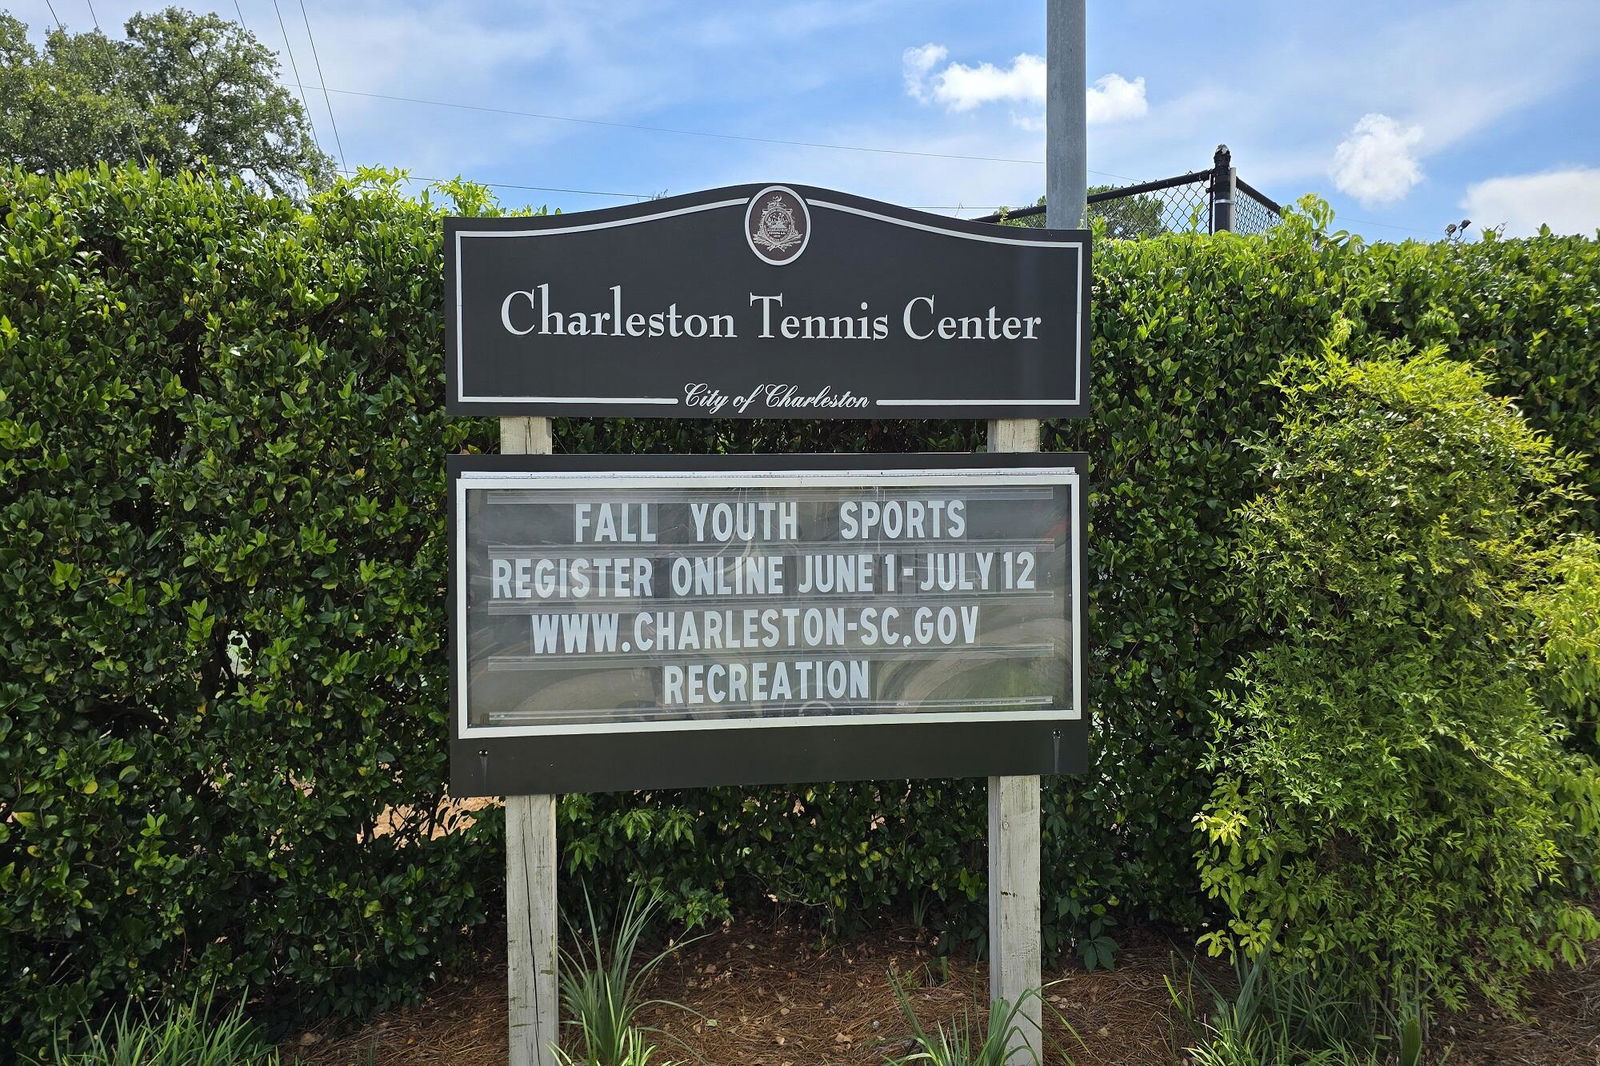 Charleston Tennis Center
City of Charleston
FALL YOUTH SPORTS
REGISTER ONLINE JUNE 1-JULY 12
WWW.CHARLESTON-SC.GOV
RECREATION